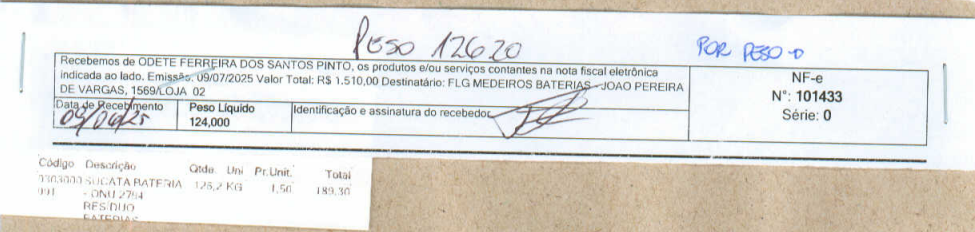 PESO 12620
POR PESO
Recebemos de ODETE FERREIRA DOS SANTOS PINTO, os produtos e/ou serviços contantes na nota fiscal eletrônica
indicada ao lado. Emissão: 09/07/2025 Valor Total: R$ 1.510,00 Destinatário: FLG MEDEIROS BATERIAS - JOAO PEREIRA
DE VARGAS, 1569/LOJA 02
NF-e
N°: 101433
Série: 0
Data de Recebimento
Peso Líquido
Identificação e assinatura do recebedor
124,000
Código Descrição Qtde. Uni Pr.Unit. Total
0303000 SUCATA BATERIA 126,2 KG 1,50 189,30
001 - ONU 2794
RESIDUO
BATERIAS